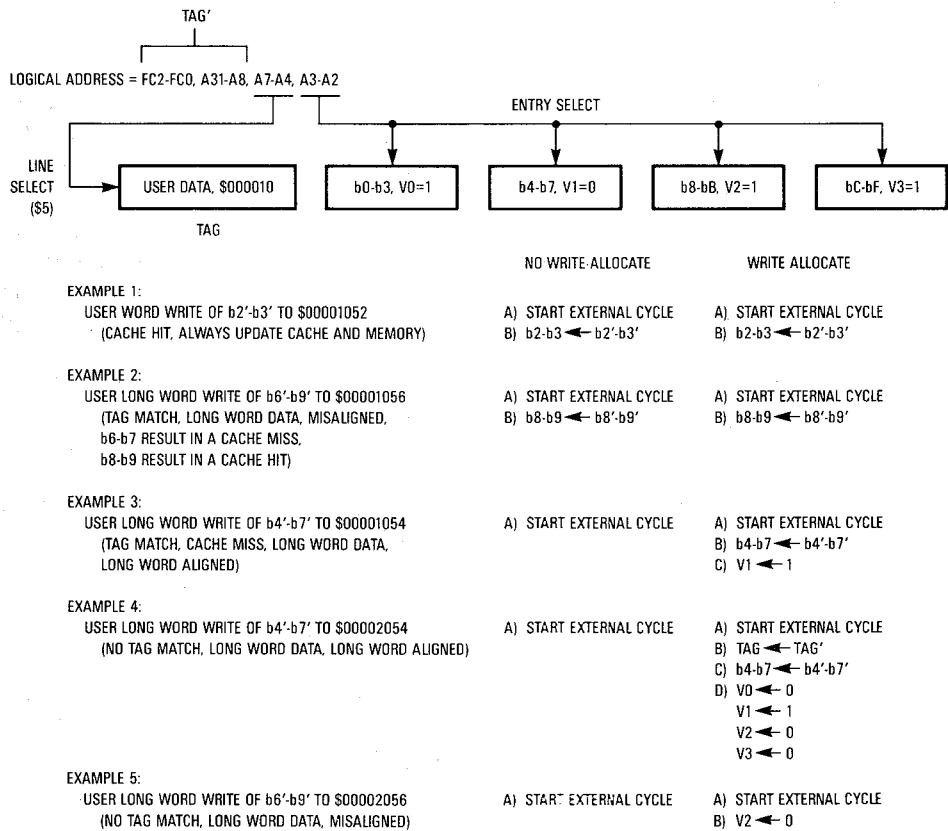 TAG'
LOGICAL ADDRESS = FC2-FC0, A31-A8, A7-A4, A3-A2
ENTRY SELECT
LINE
SELECT
($5)
USER DATA, $000010
b0-b3, V0=1
b4-b7, V1=0
b8-bB, V2=1
bC-bF, V3=1
TAG
NO WRITE ALLOCATE
WRITE ALLOCATE
EXAMPLE 1:
USER WORD WRITE OF b2'-b3' TO $00001052
(CACHE HIT, ALWAYS UPDATE CACHE AND MEMORY)
A) START EXTERNAL CYCLE
B) b2-b3 ← b2'-b3'
A) START EXTERNAL CYCLE
B) b2-b3 ← b2'-b3'
EXAMPLE 2:
USER LONG WORD WRITE OF b6'-b9' TO $00001056
(TAG MATCH, LONG WORD DATA, MISALIGNED,
b6-b7 RESULT IN A CACHE MISS,
b8-b9 RESULT IN A CACHE HIT)
A) START EXTERNAL CYCLE
B) b8-b9 ← b8'-b9'
A) START EXTERNAL CYCLE
B) b8-b9 ← b8'-b9'
EXAMPLE 3:
USER LONG WORD WRITE OF b4'-b7' TO $00001054
(TAG MATCH, CACHE MISS, LONG WORD DATA,
LONG WORD ALIGNED)
A) START EXTERNAL CYCLE
A) START EXTERNAL CYCLE
B) b4-b7 ← b4'-b7'
C) V1 ← 1
EXAMPLE 4:
USER LONG WORD WRITE OF b4'-b7' TO $00002054
(NO TAG MATCH, LONG WORD DATA, LONG WORD ALIGNED)
A) START EXTERNAL CYCLE
A) START EXTERNAL CYCLE
B) TAG ← TAG'
C) b4-b7 ← b4'-b7'
D) V0 ← 0
V1 ← 1
V2 ← 0
V3 ← 0
EXAMPLE 5:
USER LONG WORD WRITE OF b6'-b9' TO $00002056
(NO TAG MATCH, LONG WORD DATA, MISALIGNED)
A) START EXTERNAL CYCLE
A) START EXTERNAL CYCLE
B) V2 ← 0